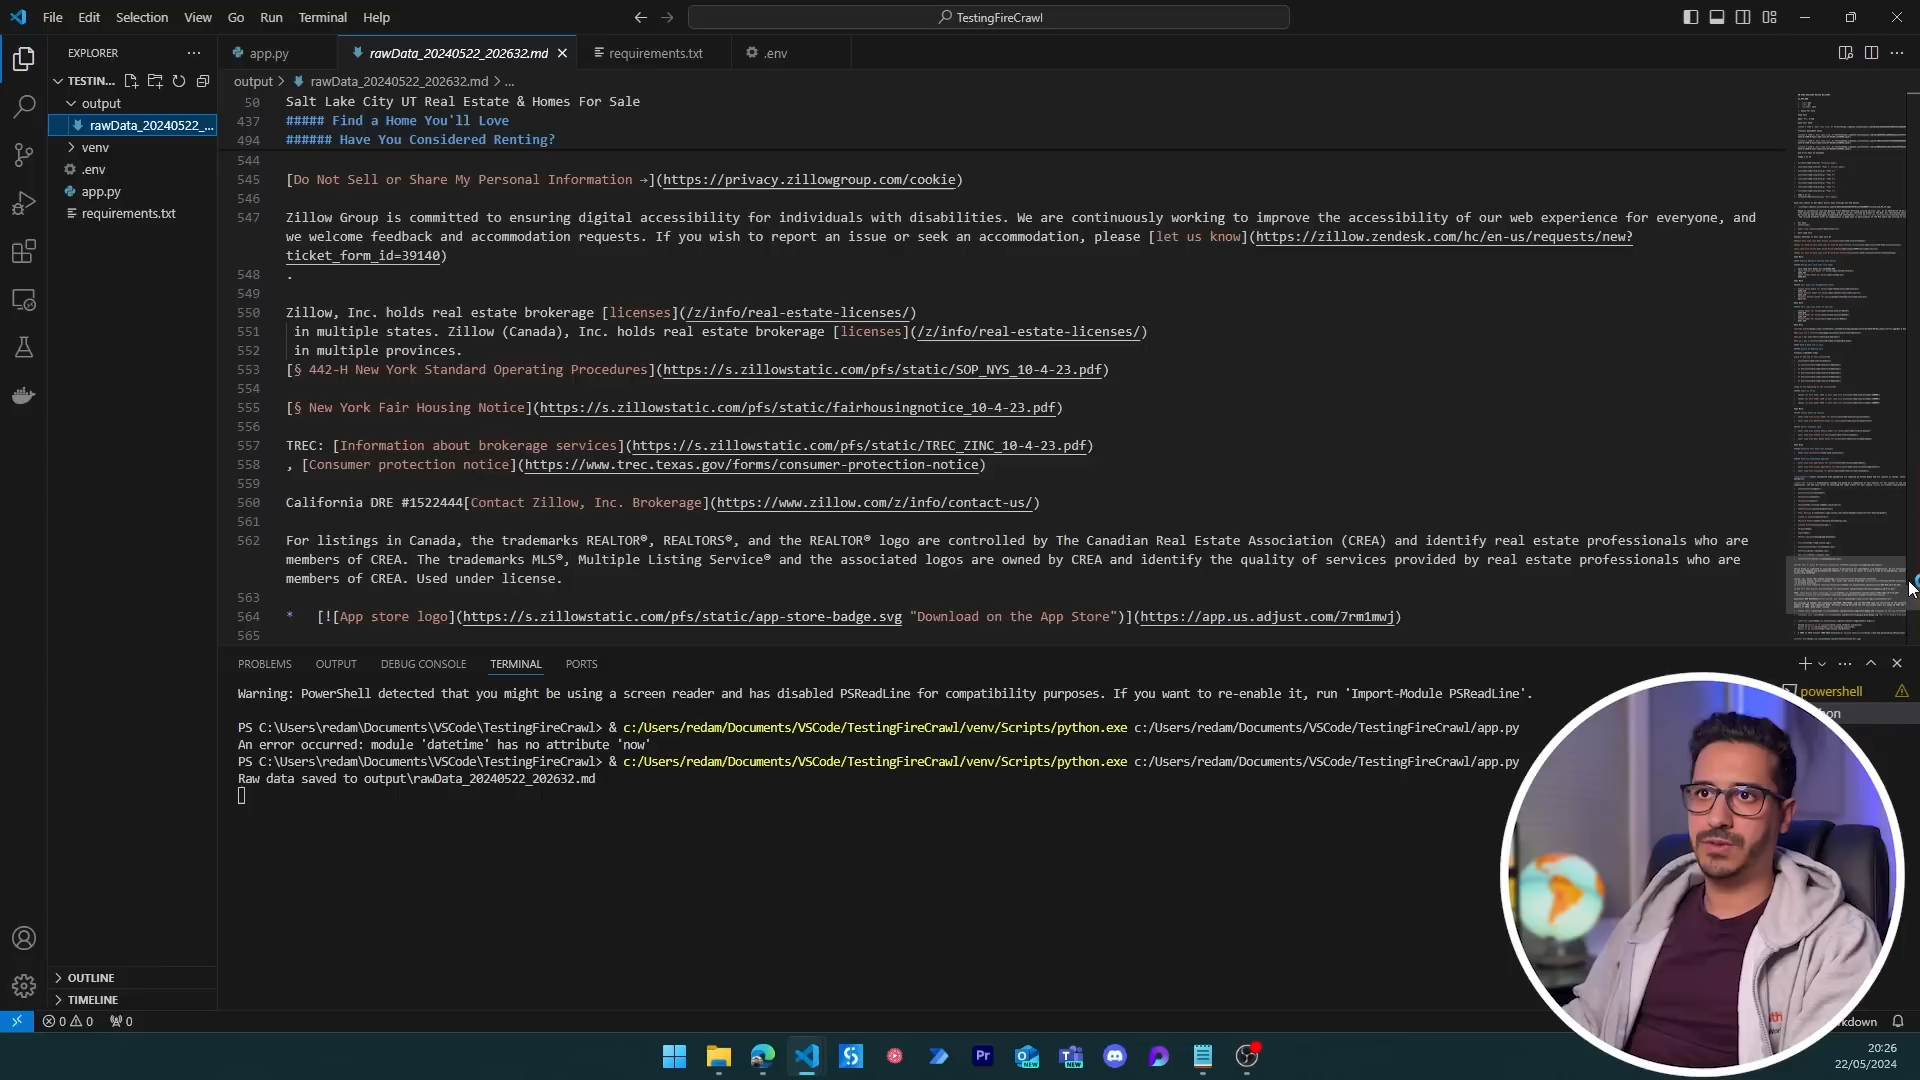 File Edit Selection View Go Run Terminal Help
TestingFireCrawl
EXPLORER
TESTIN...
output
rawData_20240522_...
venv
.env
app.py
requirements.txt
OUTLINE
TIMELINE
app.py
rawData_20240522_202632.md
requirements.txt
.env
output > rawData_20240522_202632.md > ...
50 Salt Lake City UT Real Estate & Homes For Sale
437 ##### Find a Home You'll Love
494 ###### Have You Considered Renting?
544
545 [Do Not Sell or Share My Personal Information →](https://privacy.zillowgroup.com/cookie)
546
547 Zillow Group is committed to ensuring digital accessibility for individuals with disabilities. We are continuously working to improve the accessibility of our web experience for everyone, and
we welcome feedback and accommodation requests. If you wish to report an issue or seek an accommodation, please [let us know](https://zillow.zendesk.com/hc/en-us/requests/new?
ticket_form_id=39140)
548 .
549
550 Zillow, Inc. holds real estate brokerage [licenses](/z/info/real-estate-licenses/)
551 in multiple states. Zillow (Canada), Inc. holds real estate brokerage [licenses](/z/info/real-estate-licenses/)
552 in multiple provinces.
553 [§ 442-H New York Standard Operating Procedures](https://s.zillowstatic.com/pfs/static/SOP_NYS_10-4-23.pdf)
554
555 [§ New York Fair Housing Notice](https://s.zillowstatic.com/pfs/static/fairhousingnotice_10-4-23.pdf)
556
557 TREC: [Information about brokerage services](https://s.zillowstatic.com/pfs/static/TREC_ZINC_10-4-23.pdf)
558 , [Consumer protection notice](https://www.trec.texas.gov/forms/consumer-protection-notice)
559
560 California DRE #1522444[Contact Zillow, Inc. Brokerage](https://www.zillow.com/z/info/contact-us/)
561
562 For listings in Canada, the trademarks REALTOR®, REALTORS®, and the REALTOR® logo are controlled by The Canadian Real Estate Association (CREA) and identify real estate professionals who are
members of CREA. The trademarks MLS®, Multiple Listing Service® and the associated logos are owned by CREA and identify the quality of services provided by real estate professionals who are
members of CREA. Used under license.
563
564 * [![App store logo](https://s.zillowstatic.com/pfs/static/app-store-badge.svg "Download on the App Store")](https://app.us.adjust.com/7rm1mwj)
565
PROBLEMS OUTPUT DEBUG CONSOLE TERMINAL PORTS
Warning: PowerShell detected that you might be using a screen reader and has disabled PSReadLine for compatibility purposes. If you want to re-enable it, run 'Import-Module PSReadLine'.
PS C:\Users\redam\Documents\VSCode\TestingFireCrawl> & c:/Users/redam/Documents/VSCode/TestingFireCrawl/venv/Scripts/python.exe c:/Users/redam/Documents/VSCode/TestingFireCrawl/app.py
An error occurred: module 'datetime' has no attribute 'now'
PS C:\Users\redam\Documents\VSCode\TestingFireCrawl> & c:/Users/redam/Documents/VSCode/TestingFireCrawl/venv/Scripts/python.exe c:/Users/redam/Documents/VSCode/TestingFireCrawl/app.py
Raw data saved to output\rawData_20240522_202632.md
powershell
0 0 0
20:26
22/05/2024